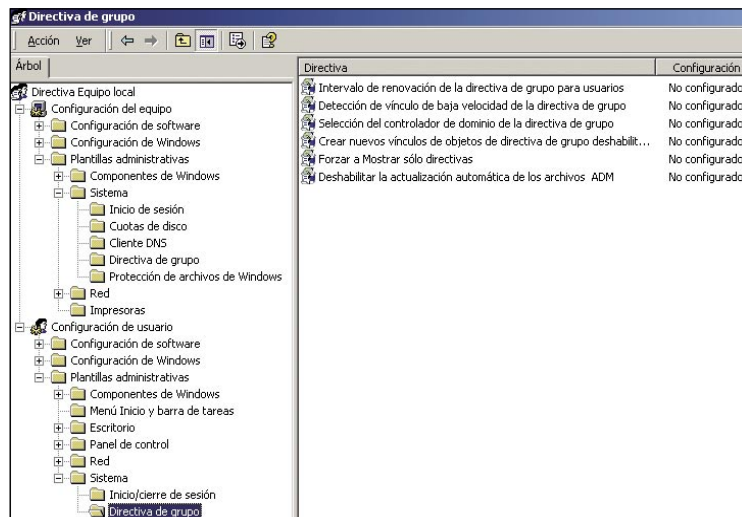 Directiva de grupo
Acción Ver
Árbol
Directiva Equipo local
Configuración del equipo
Configuración de software
Configuración de Windows
Plantillas administrativas
Componentes de Windows
Sistema
Inicio de sesión
Cuotas de disco
Cliente DNS
Directiva de grupo
Protección de archivos de Windows
Red
Impresoras
Configuración de usuario
Configuración de software
Configuración de Windows
Plantillas administrativas
Componentes de Windows
Menú Inicio y barra de tareas
Escritorio
Panel de control
Red
Sistema
Inicio/cierre de sesión
Directiva de grupo
Directiva Configuración
Intervalo de renovación de la directiva de grupo para usuarios No configurado
Detección de vínculo de baja velocidad de la directiva de grupo No configurado
Selección del controlador de dominio de la directiva de grupo No configurado
Crear nuevos vínculos de objetos de directiva de grupo deshabilit... No configurado
Forzar a Mostrar sólo directivas No configurado
Deshabilitar la actualización automática de los archivos ADM No configurado